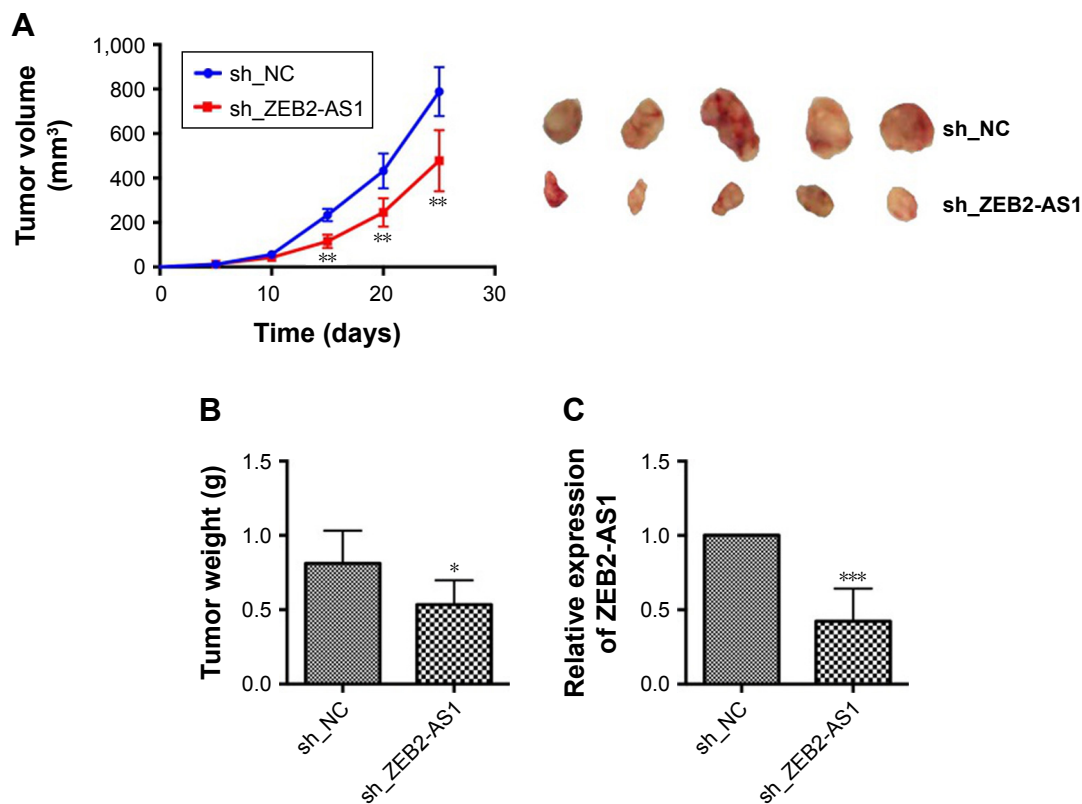 A
Tumor volume
(mm³)
1,000
800
600
400
200
0
sh_NC
sh_ZEB2-AS1
**
**
**
0
10
20
30
Time (days)
sh_NC
sh_ZEB2-AS1
B
Tumor weight (g)
1.5
1.0
0.5
0.0
*
sh_NC
sh_ZEB2-AS1
C
Relative expression
of ZEB2-AS1
1.5
1.0
0.5
0.0
***
sh_NC
sh_ZEB2-AS1